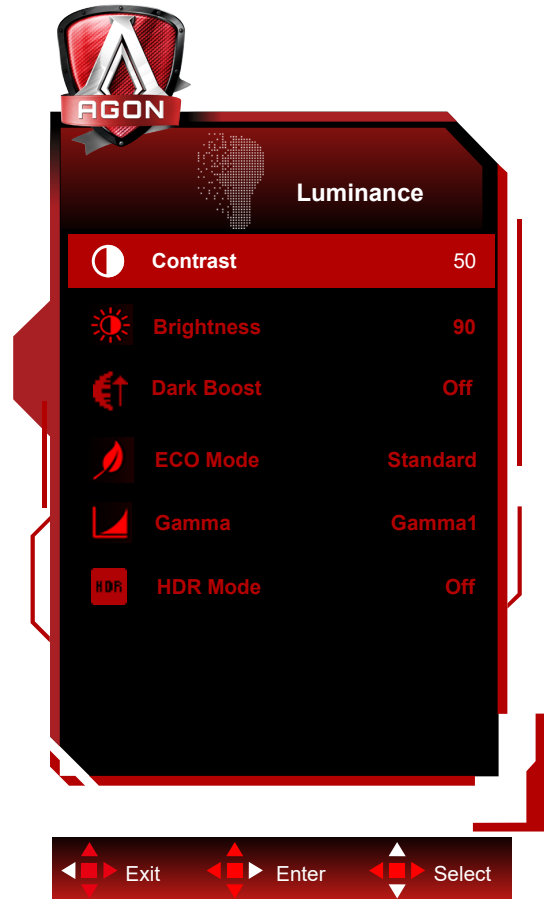 AGON
Luminance
Contrast 50
Brightness 90
Dark Boost Off
ECO Mode Standard
Gamma Gamma1
HDR HDR Mode Off
Exit Enter Select